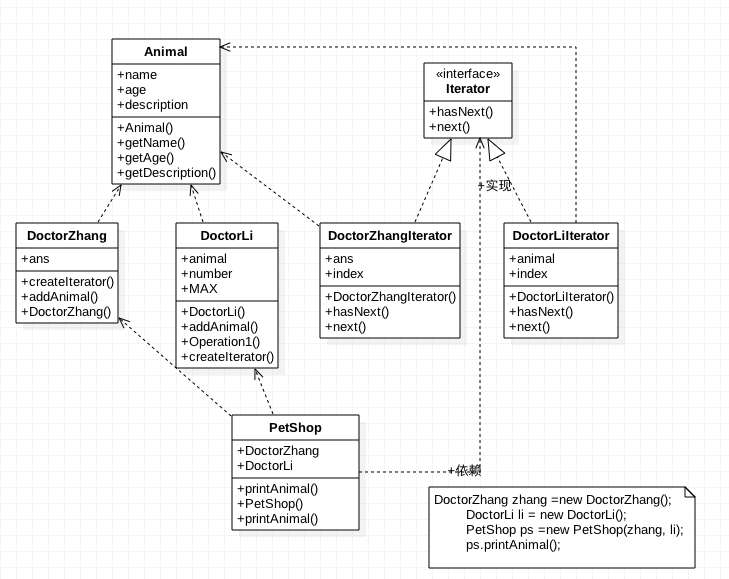 Animal
+name
+age
+description
+Animal()
+getName()
+getAge()
+getDescription()
«interface»
Iterator
+hasNext()
+next()
+实现
DoctorZhang
+ans
+createIterator()
+addAnimal()
+DoctorZhang()
DoctorLi
+animal
+number
+MAX
+DoctorLi()
+addAnimal()
+Operation1()
+createIterator()
DoctorZhangIterator
+ans
+index
+DoctorZhangIterator()
+hasNext()
+next()
DoctorLiIterator
+animal
+index
+DoctorLiIterator()
+hasNext()
+next()
PetShop
+DoctorZhang
+DoctorLi
+printAnimal()
+PetShop()
+printAnimal()
+依赖
DoctorZhang zhang =new DoctorZhang();
DoctorLi li = new DoctorLi();
PetShop ps =new PetShop(zhang, li);
ps.printAnimal();